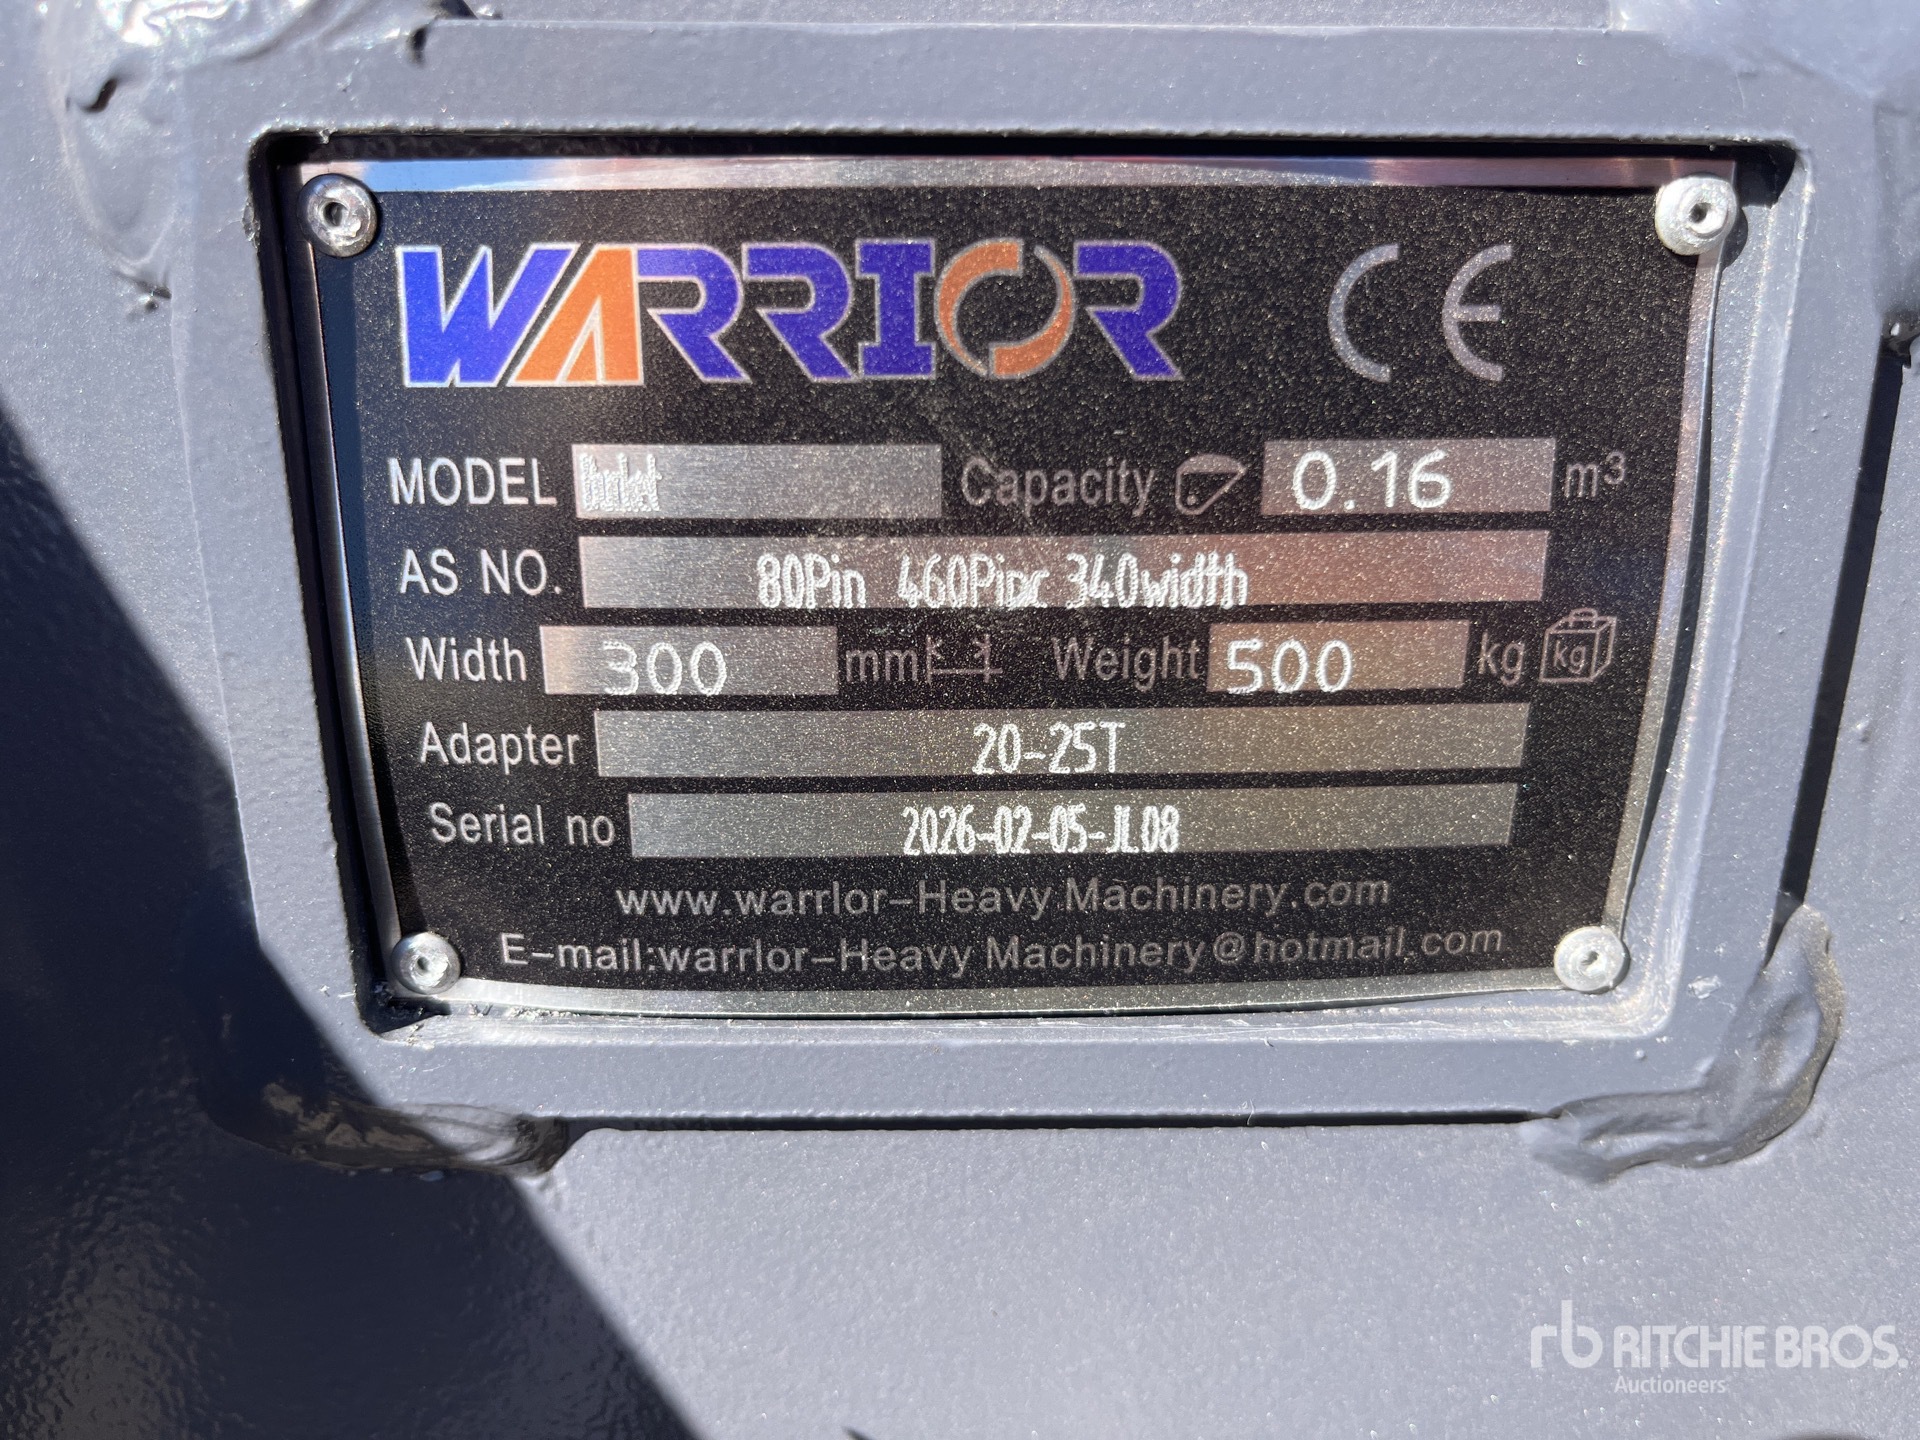 WARRIOR CE
MODEL Capacity 0.16 m³
AS NO. 80Pin 460Pipc 340width
Width 300 mm Weight 500 kg kg
Adapter 20-25T
Serial no 2026-02-05-JL08
www.warrlor-Heavy Machinery.com
E-mail:warrlor-Heavy Machinery@hotmail.com
rb RITCHIE BROS.
Auctioneers